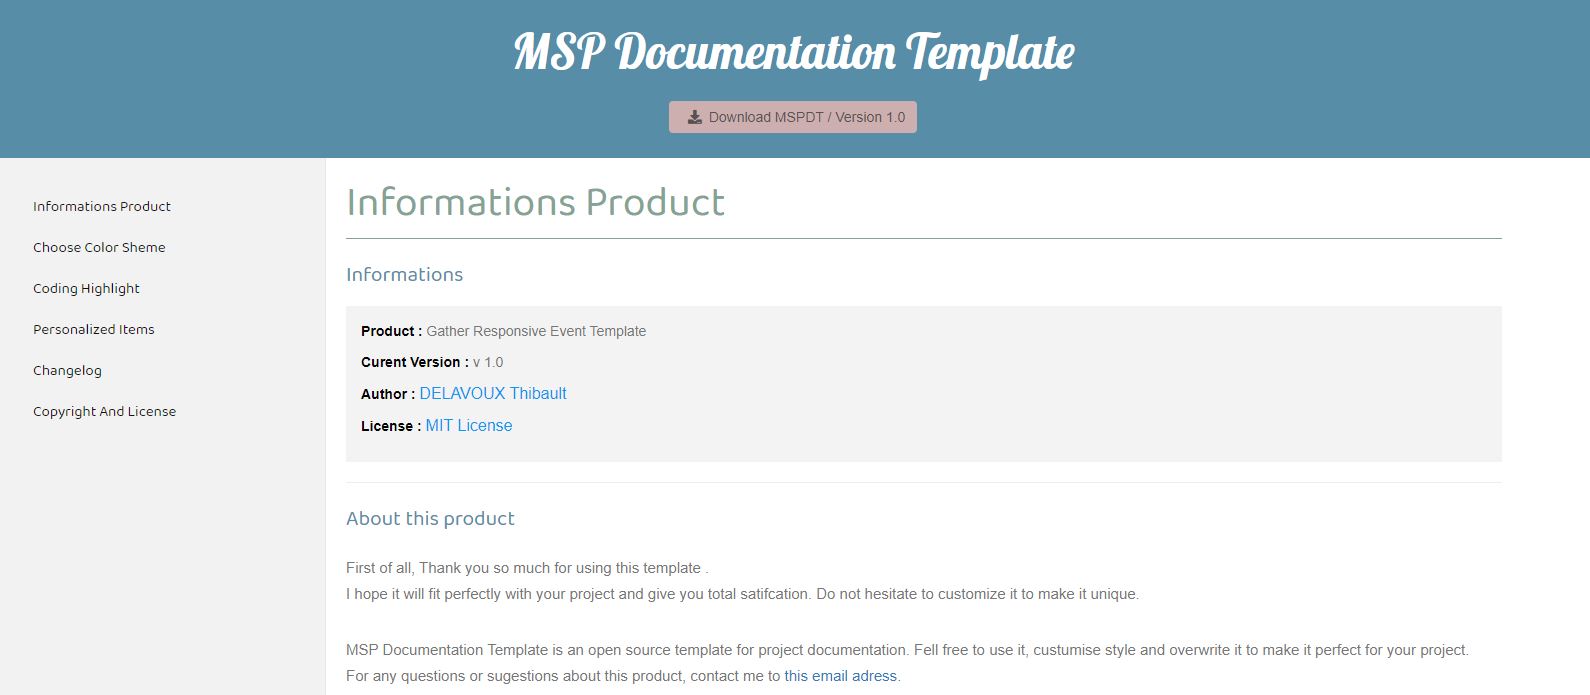 MSP Documentation Template
Download MSPDT / Version 1.0
Informations Product
Choose Color Sheme
Coding Highlight
Personalized Items
Changelog
Copyright And License
Informations Product
Informations
Product : Gather Responsive Event Template
Curent Version : v 1.0
Author : DELAVOUX Thibault
License : MIT License
About this product
First of all, Thank you so much for using this template .
I hope it will fit perfectly with your project and give you total satifcation. Do not hesitate to customize it to make it unique.
MSP Documentation Template is an open source template for project documentation. Fell free to use it, custumise style and overwrite it to make it perfect for your project.
For any questions or sugestions about this product, contact me to this email adress.